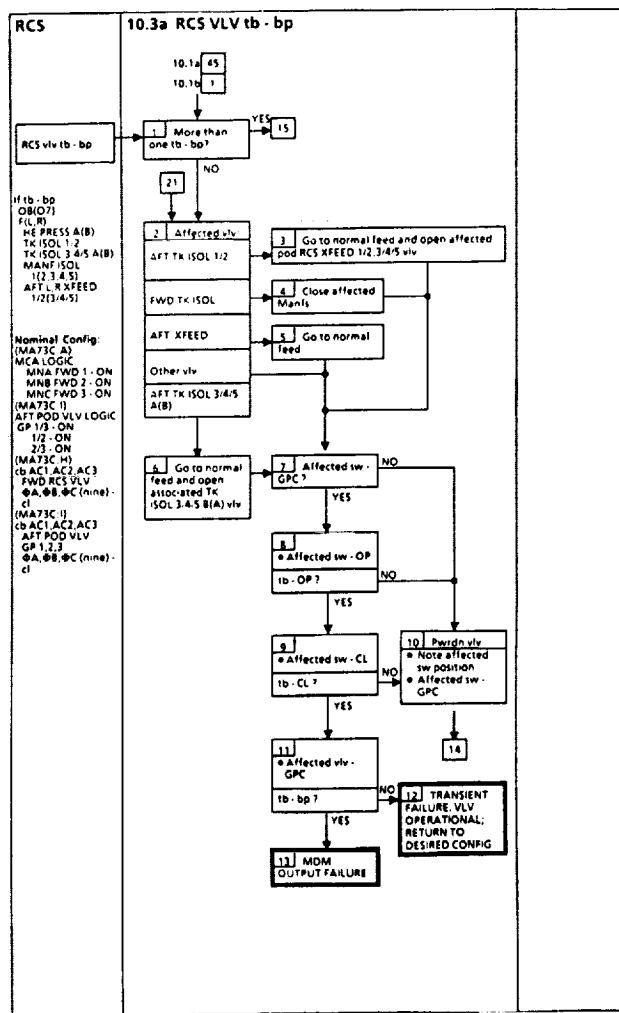 RCS
10.3a RCS VLV tb - bp
10.1a 45
10.1b 1
RCS vlv tb - bp
1 More than
one tb - bp?
YES
15
NO
21
If tb - bp
OB(O7)
F(L,R)
HE PRESS A(B)
TK ISOL 1/2
TK ISOL 3/4/5 A(B)
MANF ISOL
1(2,3,4,5)
AFT L,R XFEED
1/2(3/4/5)
Nominal Config:
(MA73C:A)
MCA LOGIC
MNA FWD 1 - ON
MNB FWD 2 - ON
MNC FWD 3 - ON
(MA73C:I)
AFT POD VLV LOGIC
GP 1/3 - ON
1/2 - ON
2/3 - ON
(MA73C:H)
cb AC1,AC2,AC3
FWD RCS VLV
ΦA,ΦB,ΦC (nine) -
cl
(MA73C:I)
cb AC1,AC2,AC3
AFT POD VLV
GP 1,2,3
ΦA,ΦB,ΦC (nine) -
cl
2 Affected vlv:
AFT TK ISOL 1/2
FWD TK ISOL
AFT XFEED
Other vlv
AFT TK ISOL 3/4/5
A(B)
3 Go to normal feed and open affected
pod RCS XFEED 1/2,3/4/5 vlv
4 Close affected
Manfs
5 Go to normal
feed
6 Go to normal
feed and open
associated TK
ISOL 3/4/5 B(A) vlv
7 Affected sw -
GPC ?
NO
YES
8
• Affected sw - OP
tb - OP ?
NO
YES
9
• Affected sw - CL
tb - CL ?
NO
YES
10 Pwrdn vlv
• Note affected
sw position
• Affected sw -
GPC
14
11
• Affected vlv -
GPC
tb - bp ?
NO
YES
12 TRANSIENT
FAILURE, VLV
OPERATIONAL;
RETURN TO
DESIRED CONFIG
13 MDM
OUTPUT FAILURE